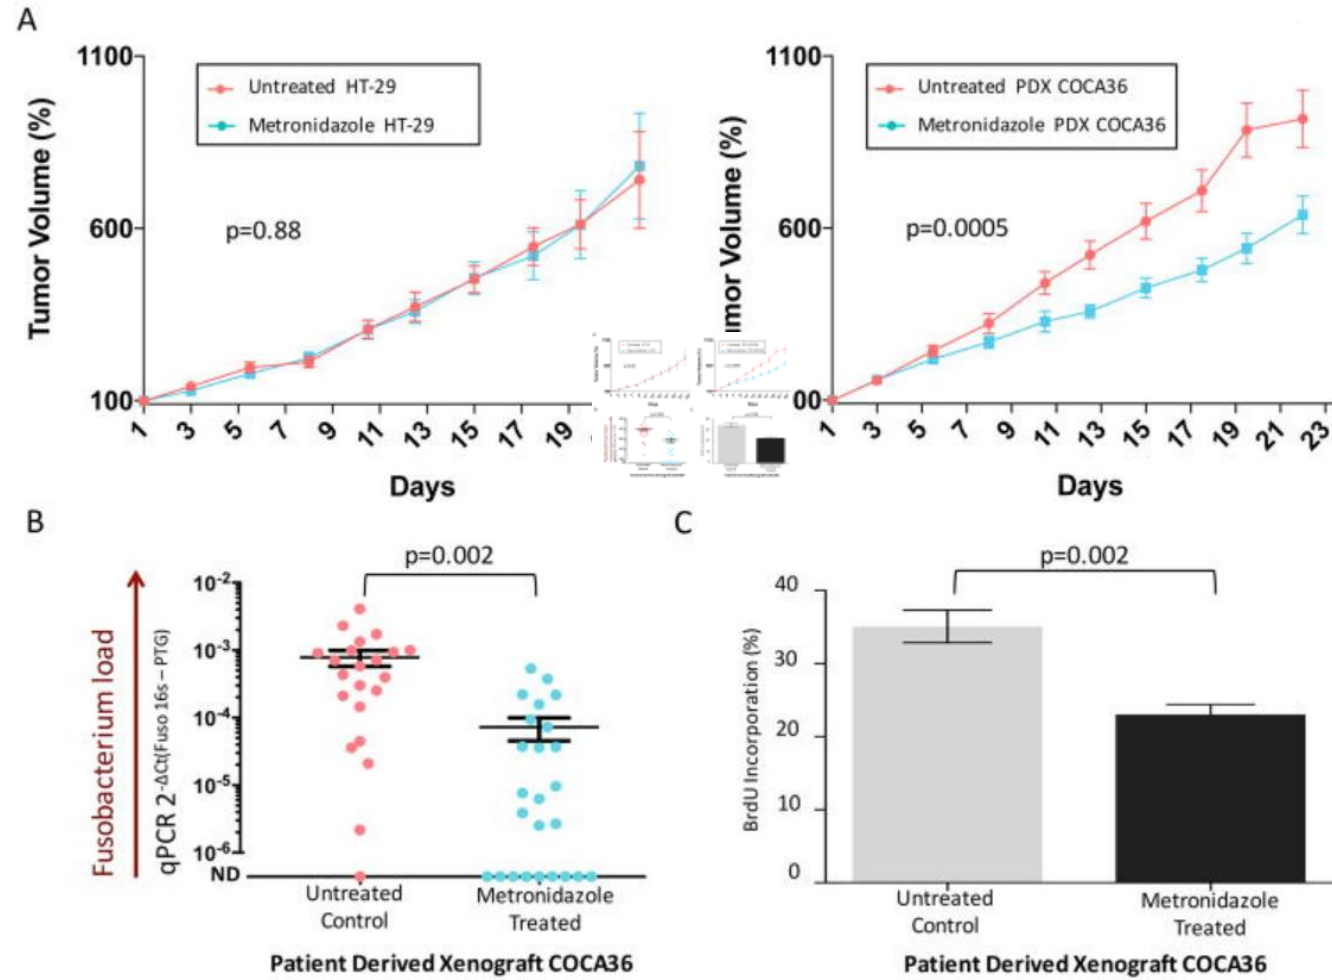 A
1100
600
100
Tumor Volume (%)
Untreated HT-29
Metronidazole HT-29
p=0.88
1 3 5 7 9 11 13 15 17 19
Days
1100
600
00
mor Volume (%)
Untreated PDX COCA36
Metronidazole PDX COCA36
p=0.0005
1 3 5 7 9 11 13 15 17 19 21 23
Days
B
Fusobacterium load
qPCR 2^-ΔCt(Fuso 16s – PTG)
10^-2
10^-3
10^-4
10^-5
10^-6
ND
p=0.002
Untreated
Control
Metronidazole
Treated
Patient Derived Xenograft COCA36
C
BrdU Incorporation (%)
40
30
20
10
0
p=0.002
Untreated
Control
Metronidazole
Treated
Patient Derived Xenograft COCA36